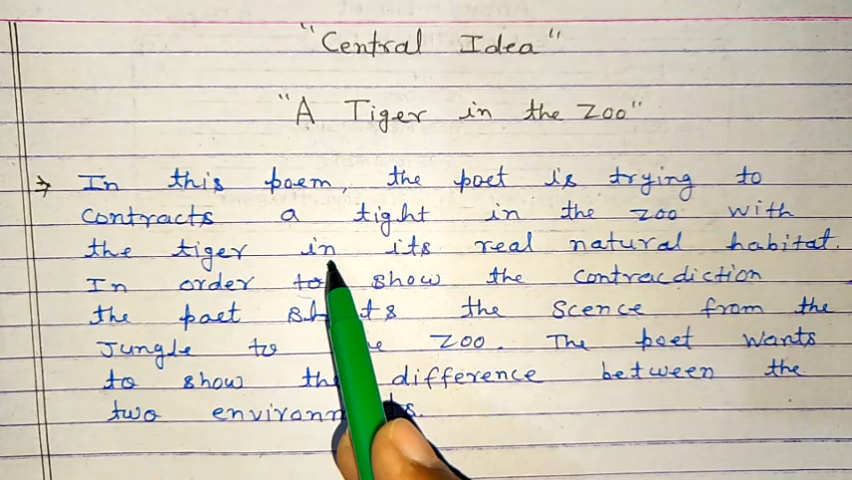 "Central Idea"
"A Tiger in the Zoo"
→ In this poem, the poet is trying to
contracts a tight in the zoo with
the tiger in its real natural habitat.
In order to show the contracdiction
the poet the scence from the
Jungle to zoo. The poet wants
to show the difference between the
two